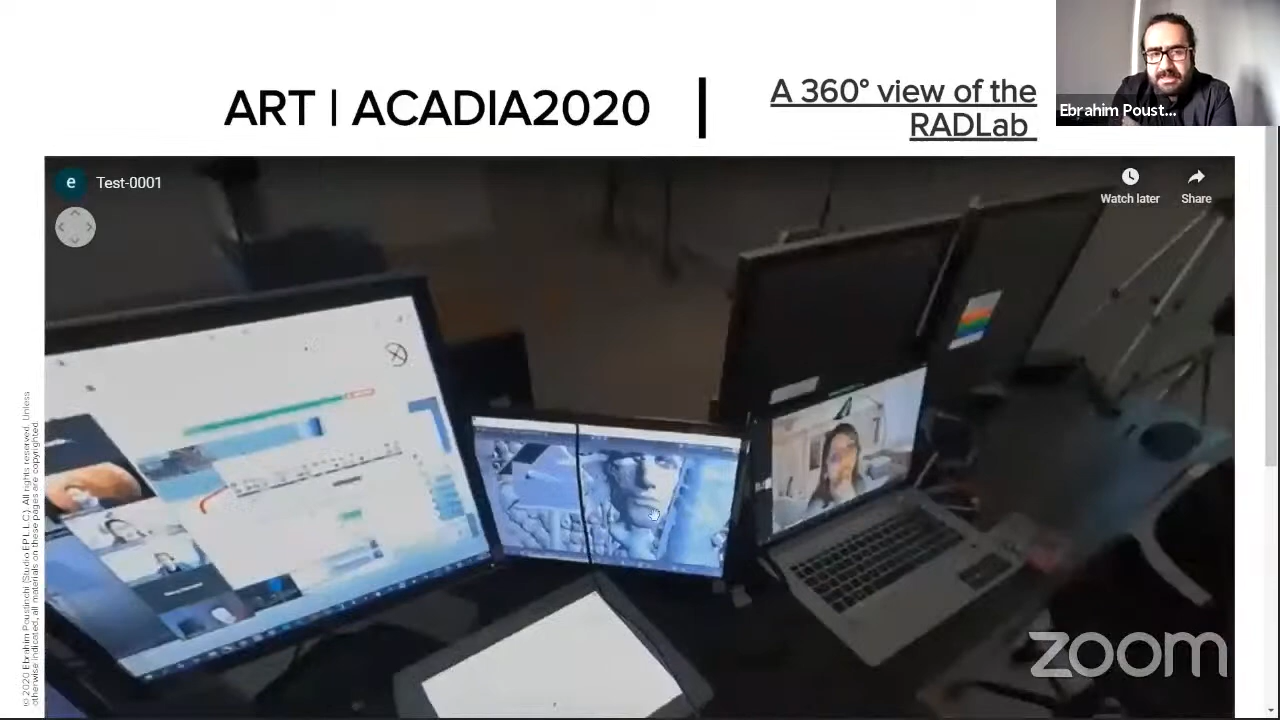 ART | ACADIA2020
A 360° view of the
RADLab
Ebrahim Poust...
e
Test-0001
Watch later
Share
© 2020 Ebrahim Poustinchi (Studio EP L.L.C.). All rights reserved. Unless
otherwise indicated, all materials on these pages are copyrighted.
zoom